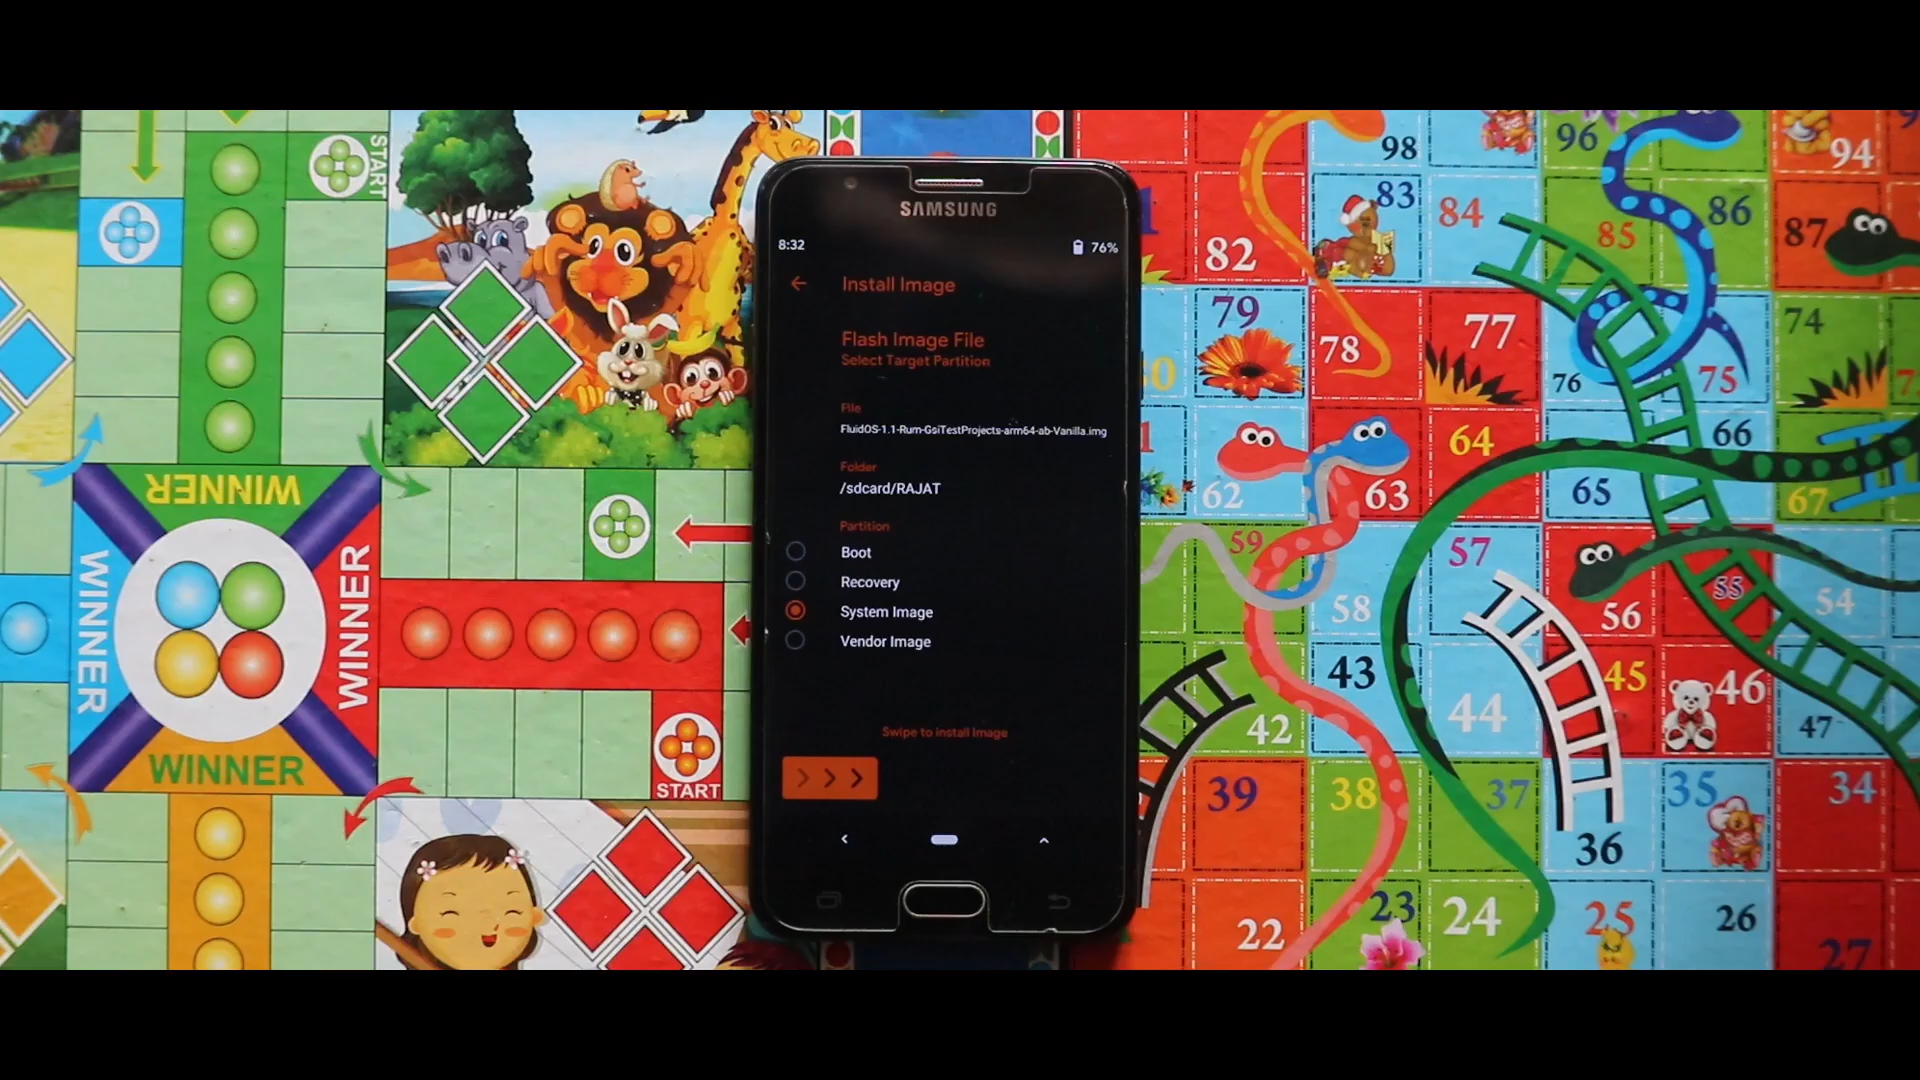 START
WINNER
WINNER
WINNER
WINNER
START
SAMSUNG
8:32
76%
Install Image
Flash Image File
Select Target Partition
File
FluidOS-1.1-Rum-GsiTestProjects-arm64-ab-Vanilla.img
Folder
/sdcard/RAJAT
Partition
Boot
Recovery
System Image
Vendor Image
Swipe to install Image
98
96
94
82
83
84
85
86
87
79
78
77
76
75
74
62
63
64
65
66
67
59
58
57
56
55
54
42
43
44
45
46
47
39
38
37
36
35
34
22
23
24
25
26
27